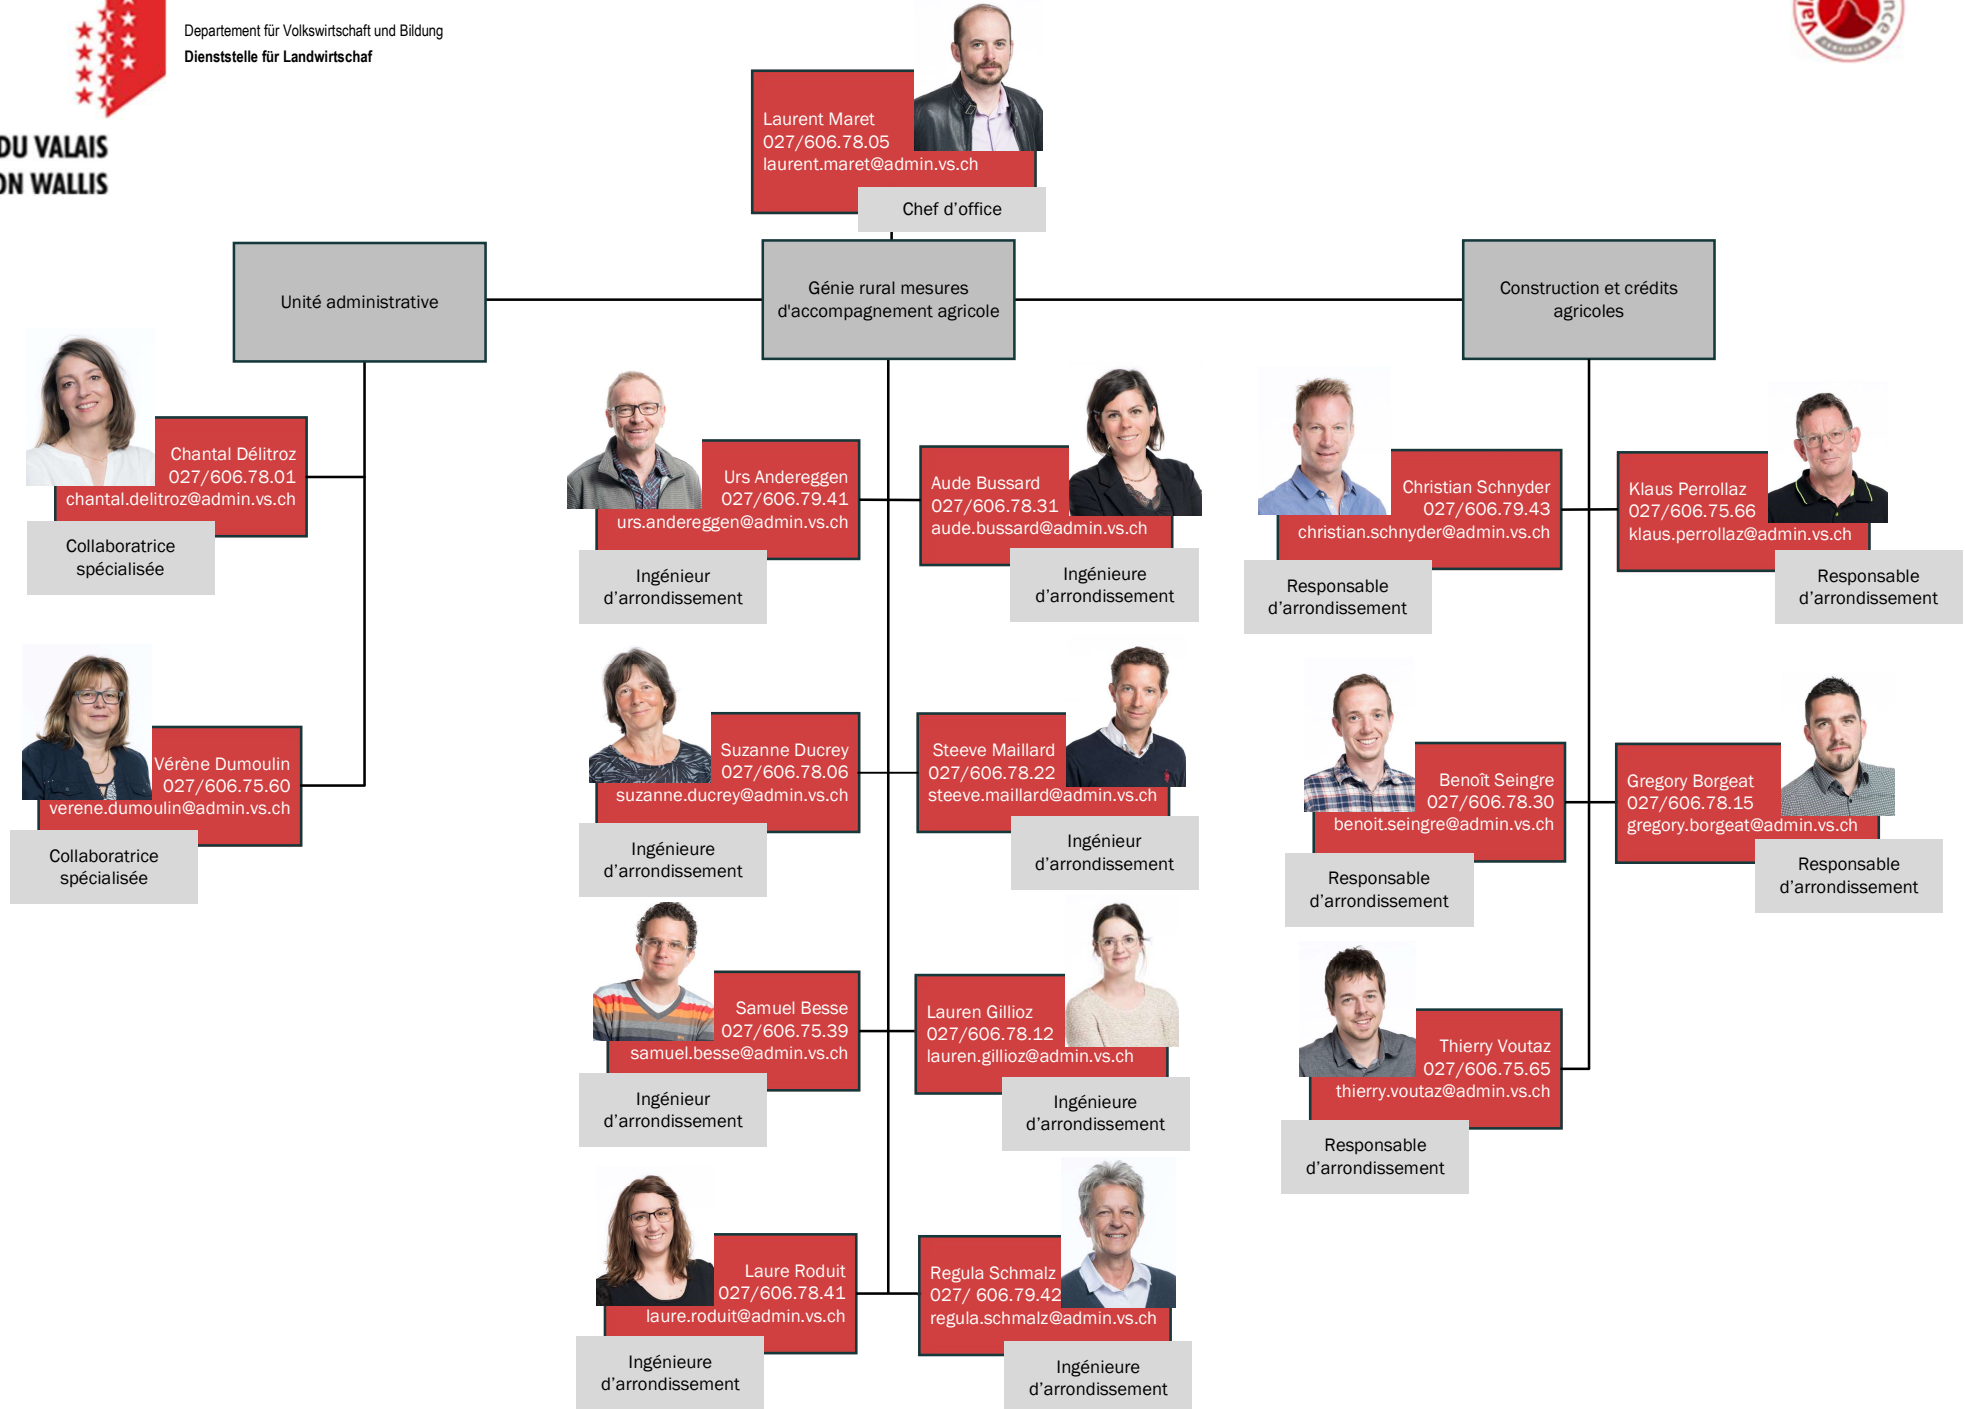 Departement für Volkswirtschaft und Bildung
Dienststelle für Landwirtschaf
DU VALAIS
ON WALLIS
Laurent Maret
027/606.78.05
laurent.maret@admin.vs.ch
Chef d’office
Unité administrative
Génie rural mesures
d'accompagnement agricole
Construction et crédits
agricoles
Chantal Délitroz
027/606.78.01
chantal.delitroz@admin.vs.ch
Collaboratrice
spécialisée
Vérène Dumoulin
027/606.75.60
verene.dumoulin@admin.vs.ch
Collaboratrice
spécialisée
Urs Andereggen
027/606.79.41
urs.andereggen@admin.vs.ch
Ingénieur
d’arrondissement
Aude Bussard
027/606.78.31
aude.bussard@admin.vs.ch
Ingénieure
d’arrondissement
Suzanne Ducrey
027/606.78.06
suzanne.ducrey@admin.vs.ch
Ingénieure
d’arrondissement
Steeve Maillard
027/606.78.22
steeve.maillard@admin.vs.ch
Ingénieur
d’arrondissement
Samuel Besse
027/606.75.39
samuel.besse@admin.vs.ch
Ingénieur
d’arrondissement
Lauren Gillioz
027/606.78.12
lauren.gillioz@admin.vs.ch
Ingénieure
d’arrondissement
Laure Roduit
027/606.78.41
laure.roduit@admin.vs.ch
Ingénieure
d’arrondissement
Regula Schmalz
027/ 606.79.42
regula.schmalz@admin.vs.ch
Ingénieure
d’arrondissement
Christian Schnyder
027/606.79.43
christian.schnyder@admin.vs.ch
Responsable
d’arrondissement
Klaus Perrollaz
027/606.75.66
klaus.perrollaz@admin.vs.ch
Responsable
d’arrondissement
Benoît Seingre
027/606.78.30
benoit.seingre@admin.vs.ch
Responsable
d’arrondissement
Gregory Borgeat
027/606.78.15
gregory.borgeat@admin.vs.ch
Responsable
d’arrondissement
Thierry Voutaz
027/606.75.65
thierry.voutaz@admin.vs.ch
Responsable
d’arrondissement